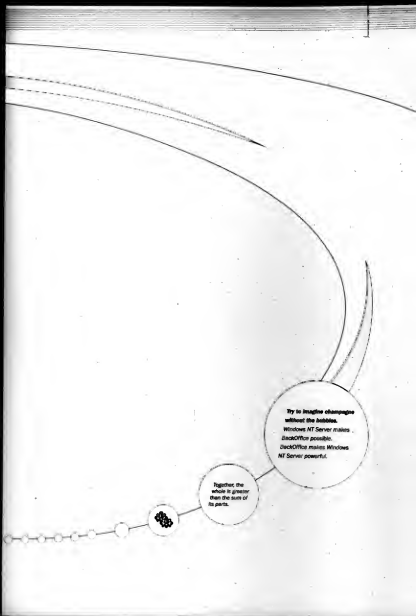 Try to imagine champagne
without the bubbles.
Windows NT Server makes
BackOffice possible.
BackOffice makes Windows
NT Server powerful.
Together, the
whole is greater
than the sum of
its parts.